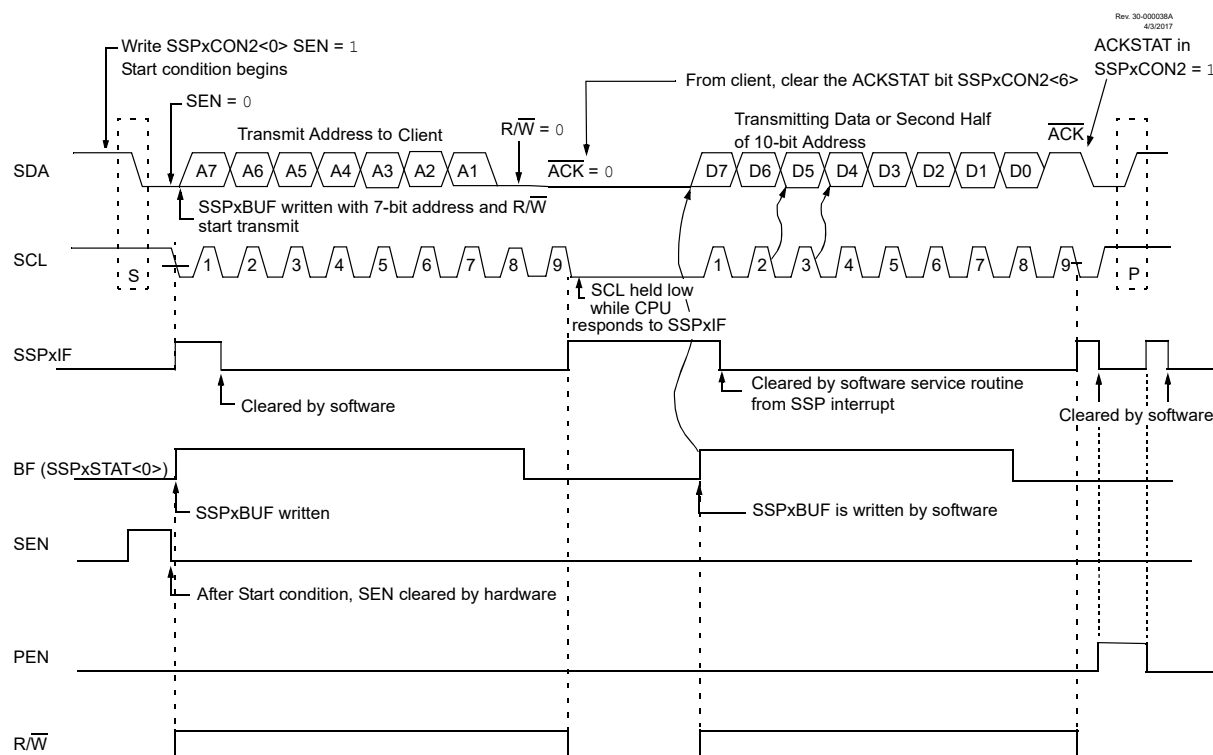 Rev. 30-000038A
4/3/2017
Write SSPxCON2<0> SEN = 1
Start condition begins
ACKSTAT in
SSPxCON2 = 1
From client, clear the ACKSTAT bit SSPxCON2<6>
SEN = 0
Transmit Address to Client
R/W̅ = 0
Transmitting Data or Second Half
of 10-bit Address
A̅C̅K̅
SDA
A7 A6 A5 A4 A3 A2 A1
A̅C̅K̅ = 0
D7 D6 D5 D4 D3 D2 D1 D0
SSPxBUF written with 7-bit address and R/W̅
start transmit
SCL
S
1 2 3 4 5 6 7 8 9
1 2 3 4 5 6 7 8 9
P
SCL held low
while CPU
responds to SSPxIF
SSPxIF
Cleared by software
Cleared by software service routine
from SSP interrupt
Cleared by software
BF (SSPxSTAT<0>)
SSPxBUF written
SSPxBUF is written by software
SEN
After Start condition, SEN cleared by hardware
PEN
R/W̅